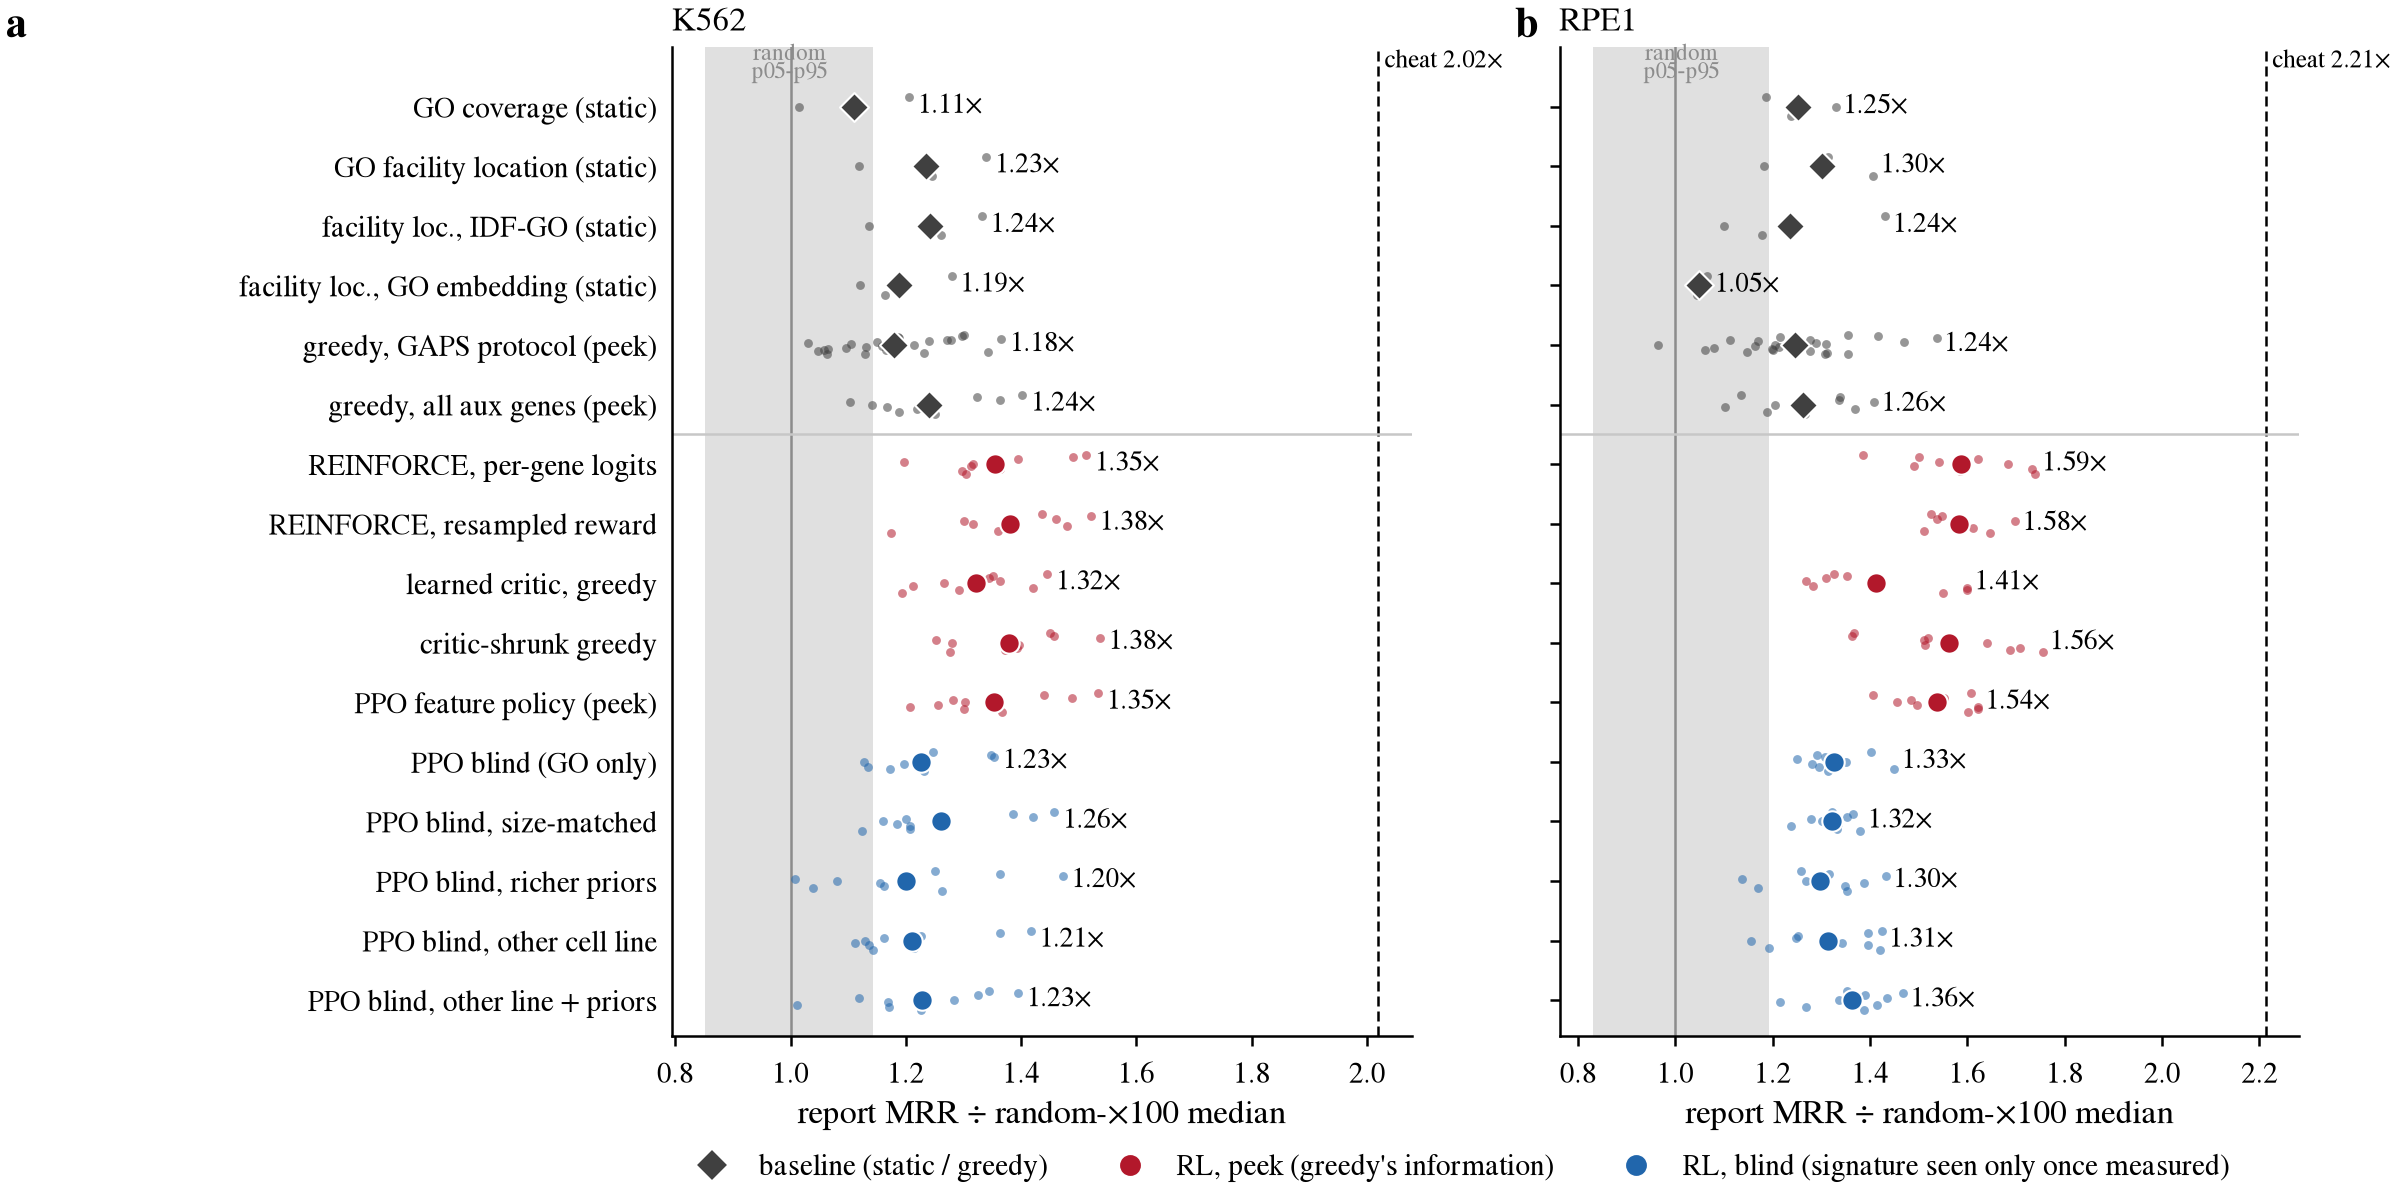 a
K562
random
p05-p95
cheat 2.02×
GO coverage (static)
1.11×
GO facility location (static)
1.23×
facility loc., IDF-GO (static)
1.24×
facility loc., GO embedding (static)
1.19×
greedy, GAPS protocol (peek)
1.18×
greedy, all aux genes (peek)
1.24×
REINFORCE, per-gene logits
1.35×
REINFORCE, resampled reward
1.38×
learned critic, greedy
1.32×
critic-shrunk greedy
1.38×
PPO feature policy (peek)
1.35×
PPO blind (GO only)
1.23×
PPO blind, size-matched
1.26×
PPO blind, richer priors
1.20×
PPO blind, other cell line
1.21×
PPO blind, other line + priors
1.23×
0.8 1.0 1.2 1.4 1.6 1.8 2.0
report MRR ÷ random-×100 median
b
RPE1
random
p05-p95
cheat 2.21×
1.25×
1.30×
1.24×
1.05×
1.24×
1.26×
1.59×
1.58×
1.41×
1.56×
1.54×
1.33×
1.32×
1.30×
1.31×
1.36×
0.8 1.0 1.2 1.4 1.6 1.8 2.0 2.2
report MRR ÷ random-×100 median
baseline (static / greedy)
RL, peek (greedy's information)
RL, blind (signature seen only once measured)